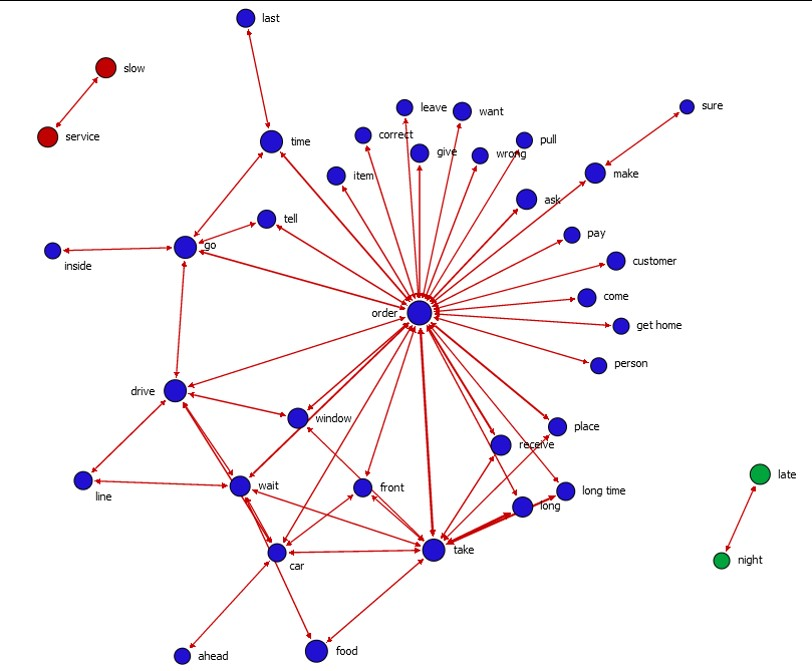 last
slow
leave
want
sure
service
correct
time
give
wrong
pull
item
make
ask
tell
pay
go
inside
customer
come
order
get home
person
drive
window
place
receive
late
line
wait
front
long time
long
take
car
night
ahead
food